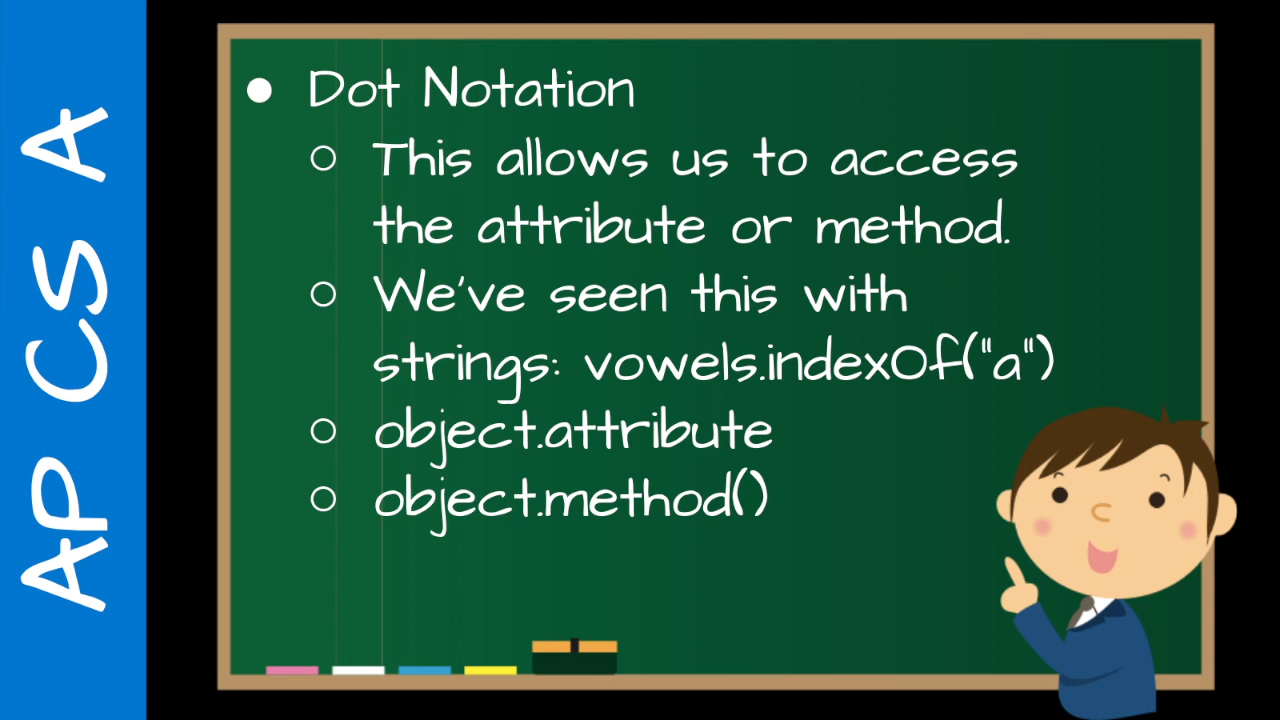 AP CS A
● Dot Notation
○ This allows us to access
the attribute or method.
○ We've seen this with
strings: vowels.indexOf("a")
○ object.attribute
○ object.method()